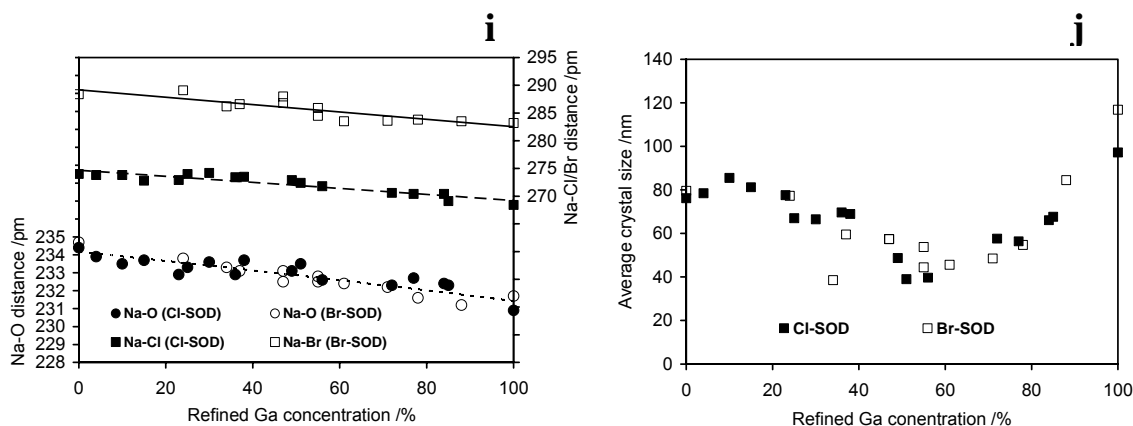 i
295
290
285
280
275
270
Na-Cl/Br distance /pm
235
234
233
232
231
230
229
228
Na-O distance /pm
Na-O (Cl-SOD)
Na-O (Br-SOD)
Na-Cl (Cl-SOD)
Na-Br (Br-SOD)
0 20 40 60 80 100
Refined Ga concentration /%
j
140
120
100
80
60
40
20
0
Average crystal size /nm
Cl-SOD
Br-SOD
0 20 40 60 80 100
Refined Ga concentration /%